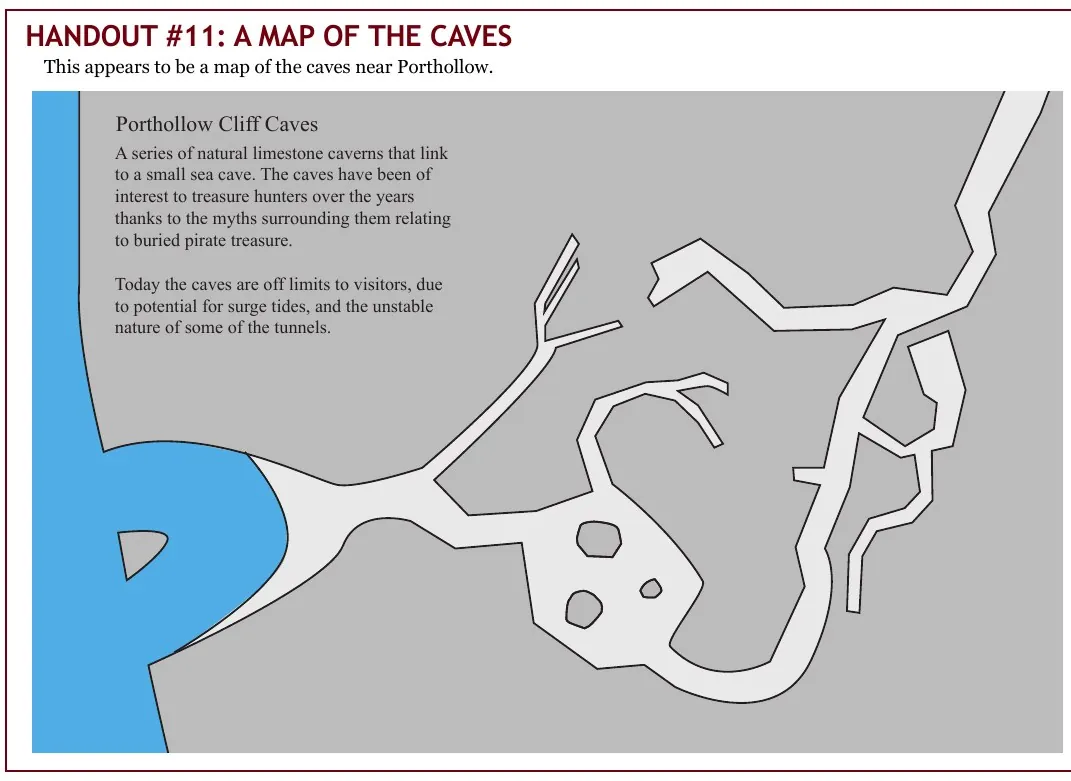 HANDOUT #11: A MAP OF THE CAVES
This appears to be a map of the caves near Porthollow.
Porthollow Cliff Caves
A series of natural limestone caverns that link
to a small sea cave. The caves have been of
interest to treasure hunters over the years
thanks to the myths surrounding them relating
to buried pirate treasure.
Today the caves are off limits to visitors, due
to potential for surge tides, and the unstable
nature of some of the tunnels.